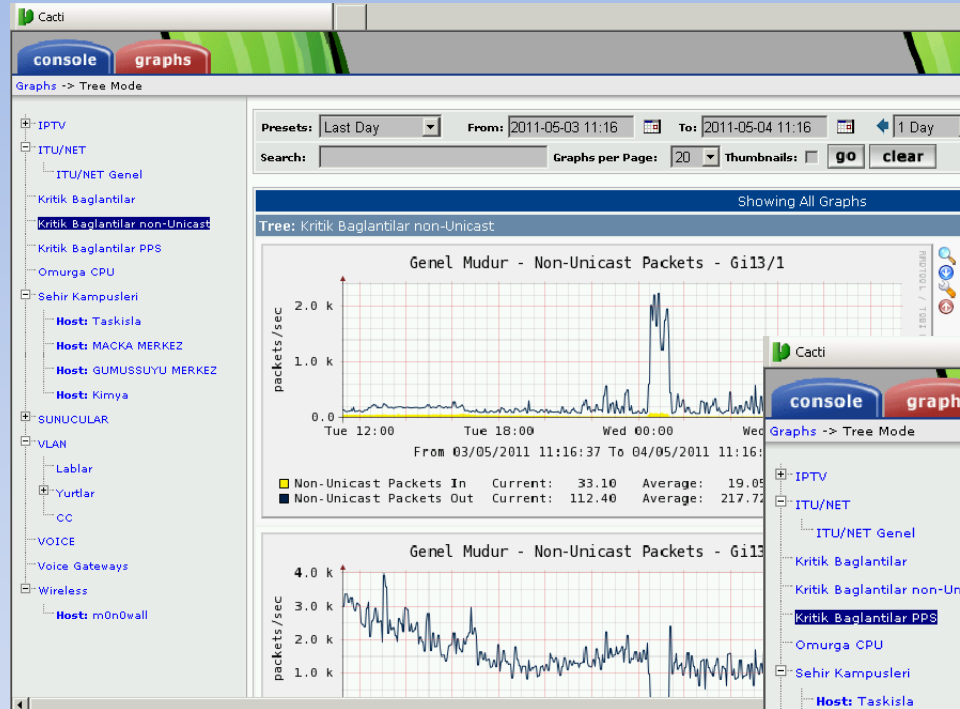 Cacti
console graphs
Graphs -> Tree Mode
IPTV
ITU/NET
ITU/NET Genel
Kritik Baglantilar
Kritik Baglantilar non-Unicast
Kritik Baglantilar PPS
Omurga CPU
Sehir Kampusleri
Host: Taskisla
Host: MACKA MERKEZ
Host: GUMUSSUYU MERKEZ
Host: Kimya
SUNUCULAR
VLAN
Lablar
Yurtlar
CC
VOICE
Voice Gateways
Wireless
Host: m0n0wall
Presets: Last Day From: 2011-05-03 11:16 To: 2011-05-04 11:16 1 Day
Search: Graphs per Page: 20 Thumbnails: go clear
Showing All Graphs
Tree: Kritik Baglantilar non-Unicast
Genel Mudur - Non-Unicast Packets - Gi13/1
packets/sec
2.0 k
1.0 k
0.0
Tue 12:00 Tue 18:00 Wed 00:00 Wed
From 03/05/2011 11:16:37 To 04/05/2011 11:16:
Non-Unicast Packets In Current: 33.10 Average: 19.05
Non-Unicast Packets Out Current: 112.40 Average: 217.72
Genel Mudur - Non-Unicast Packets - Gi13
packets/sec
4.0 k
3.0 k
2.0 k
1.0 k
Cacti
console graph
Graphs -> Tree Mode
IPTV
ITU/NET
ITU/NET Genel
Kritik Baglantilar
Kritik Baglantilar non-Un
Kritik Baglantilar PPS
Omurga CPU
Sehir Kampusleri
Host: Taskisla